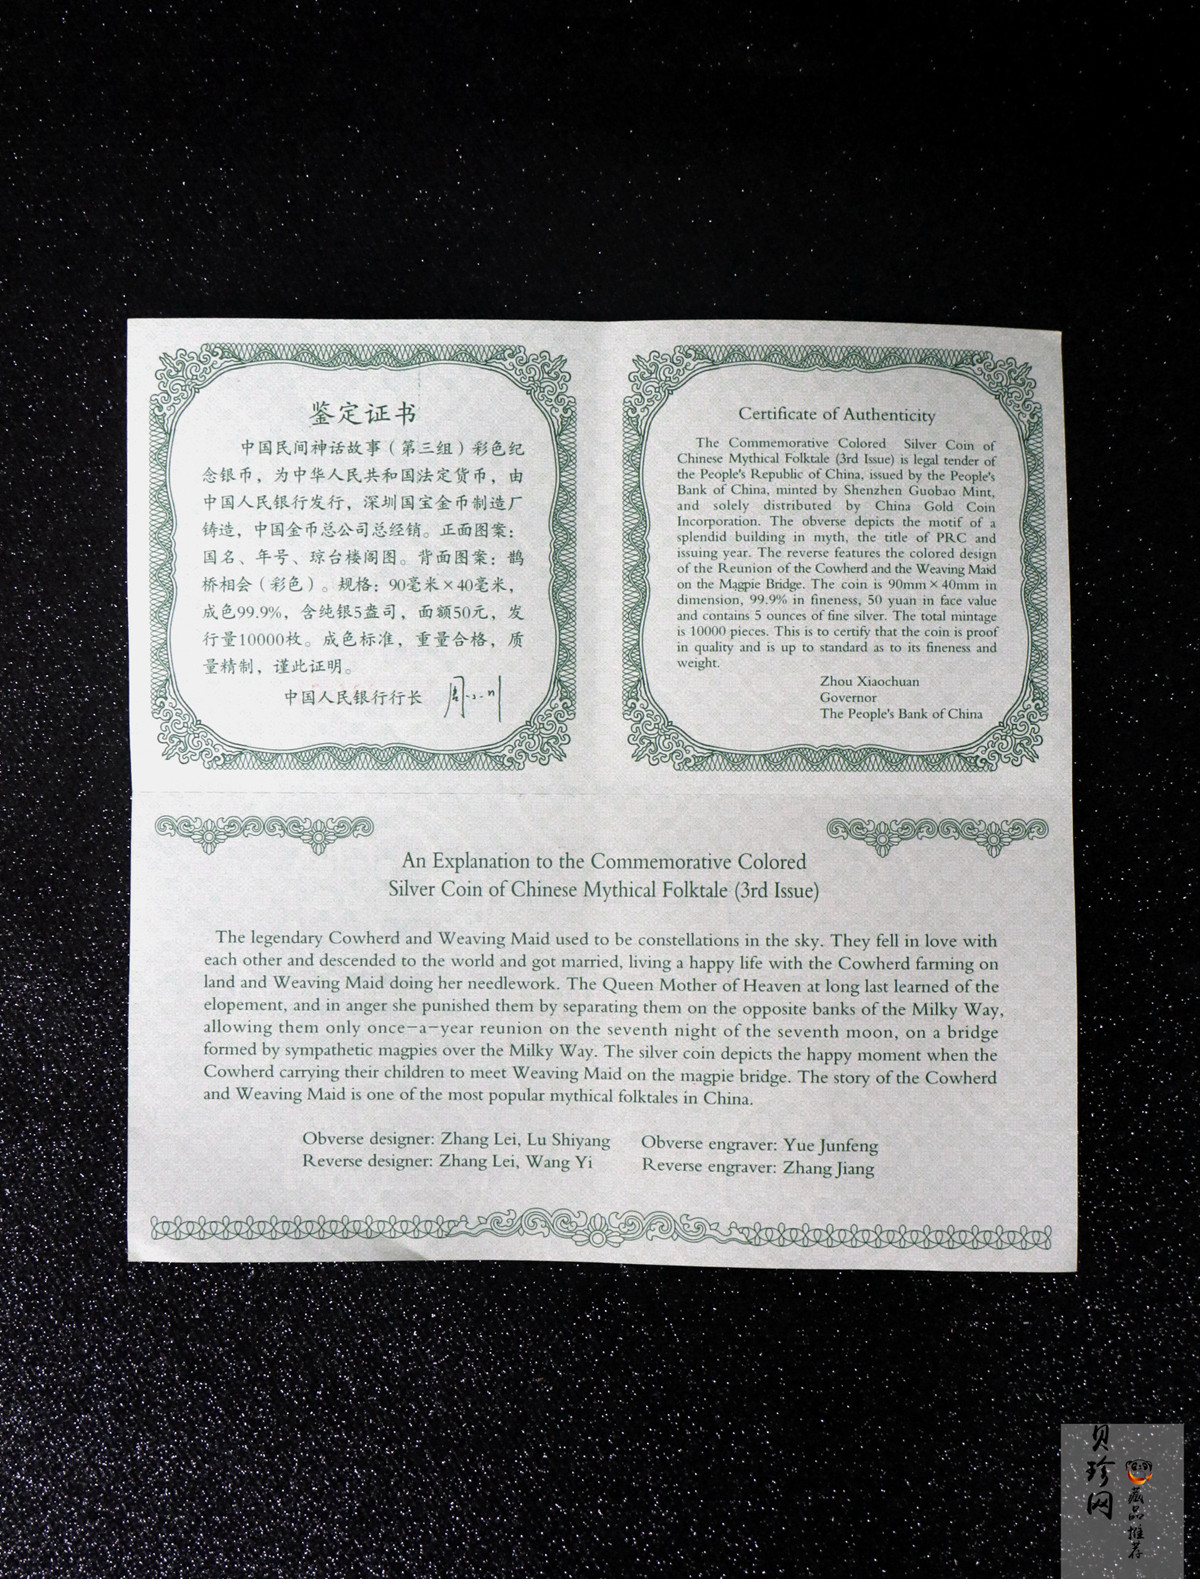 鉴定证书
中国民间神话故事（第三组）彩色纪
念银币，为中华人民共和国法定货币，由
中国人民银行发行，深圳国宝金币制造厂
铸造，中国金币总公司总经销。正面图案：
国名、年号、琼台楼阁图。背面图案：鹊
桥相会（彩色）。规格：90毫米×40毫米，
成色99.9%，含纯银5盎司，面额50元，发
行量10000枚。成色标准，重量合格，质
量精制，谨此证明。
中国人民银行行长 周小川
Certificate of Authenticity
The Commemorative Colored Silver Coin of
Chinese Mythical Folktale (3rd Issue) is legal tender of
the People's Republic of China, issued by the People's
Bank of China, minted by Shenzhen Guobao Mint,
and solely distributed by China Gold Coin
Incorporation. The obverse depicts the motif of a
splendid building in myth, the title of PRC and
issuing year. The reverse features the colored design
of the Reunion of the Cowherd and the Weaving Maid
on the Magpie Bridge. The coin is 90mm×40mm in
dimension, 99.9% in fineness, 50 yuan in face value
and contains 5 ounces of fine silver. The total mintage
is 10000 pieces. This is to certify that the coin is proof
in quality and is up to standard as to its fineness and
weight.
Zhou Xiaochuan
Governor
The People's Bank of China
An Explanation to the Commemorative Colored
Silver Coin of Chinese Mythical Folktale (3rd Issue)
The legendary Cowherd and Weaving Maid used to be constellations in the sky. They fell in love with
each other and descended to the world and got married, living a happy life with the Cowherd farming on
land and Weaving Maid doing her needlework. The Queen Mother of Heaven at long last learned of the
elopement, and in anger she punished them by separating them on the opposite banks of the Milky Way,
allowing them only once-a-year reunion on the seventh night of the seventh moon, on a bridge
formed by sympathetic magpies over the Milky Way. The silver coin depicts the happy moment when the
Cowherd carrying their children to meet Weaving Maid on the magpie bridge. The story of the Cowherd
and Weaving Maid is one of the most popular mythical folktales in China.
Obverse designer: Zhang Lei, Lu Shiyang Obverse engraver: Yue Junfeng
Reverse designer: Zhang Lei, Wang Yi Reverse engraver: Zhang Jiang
贝珍网
藏品推荐